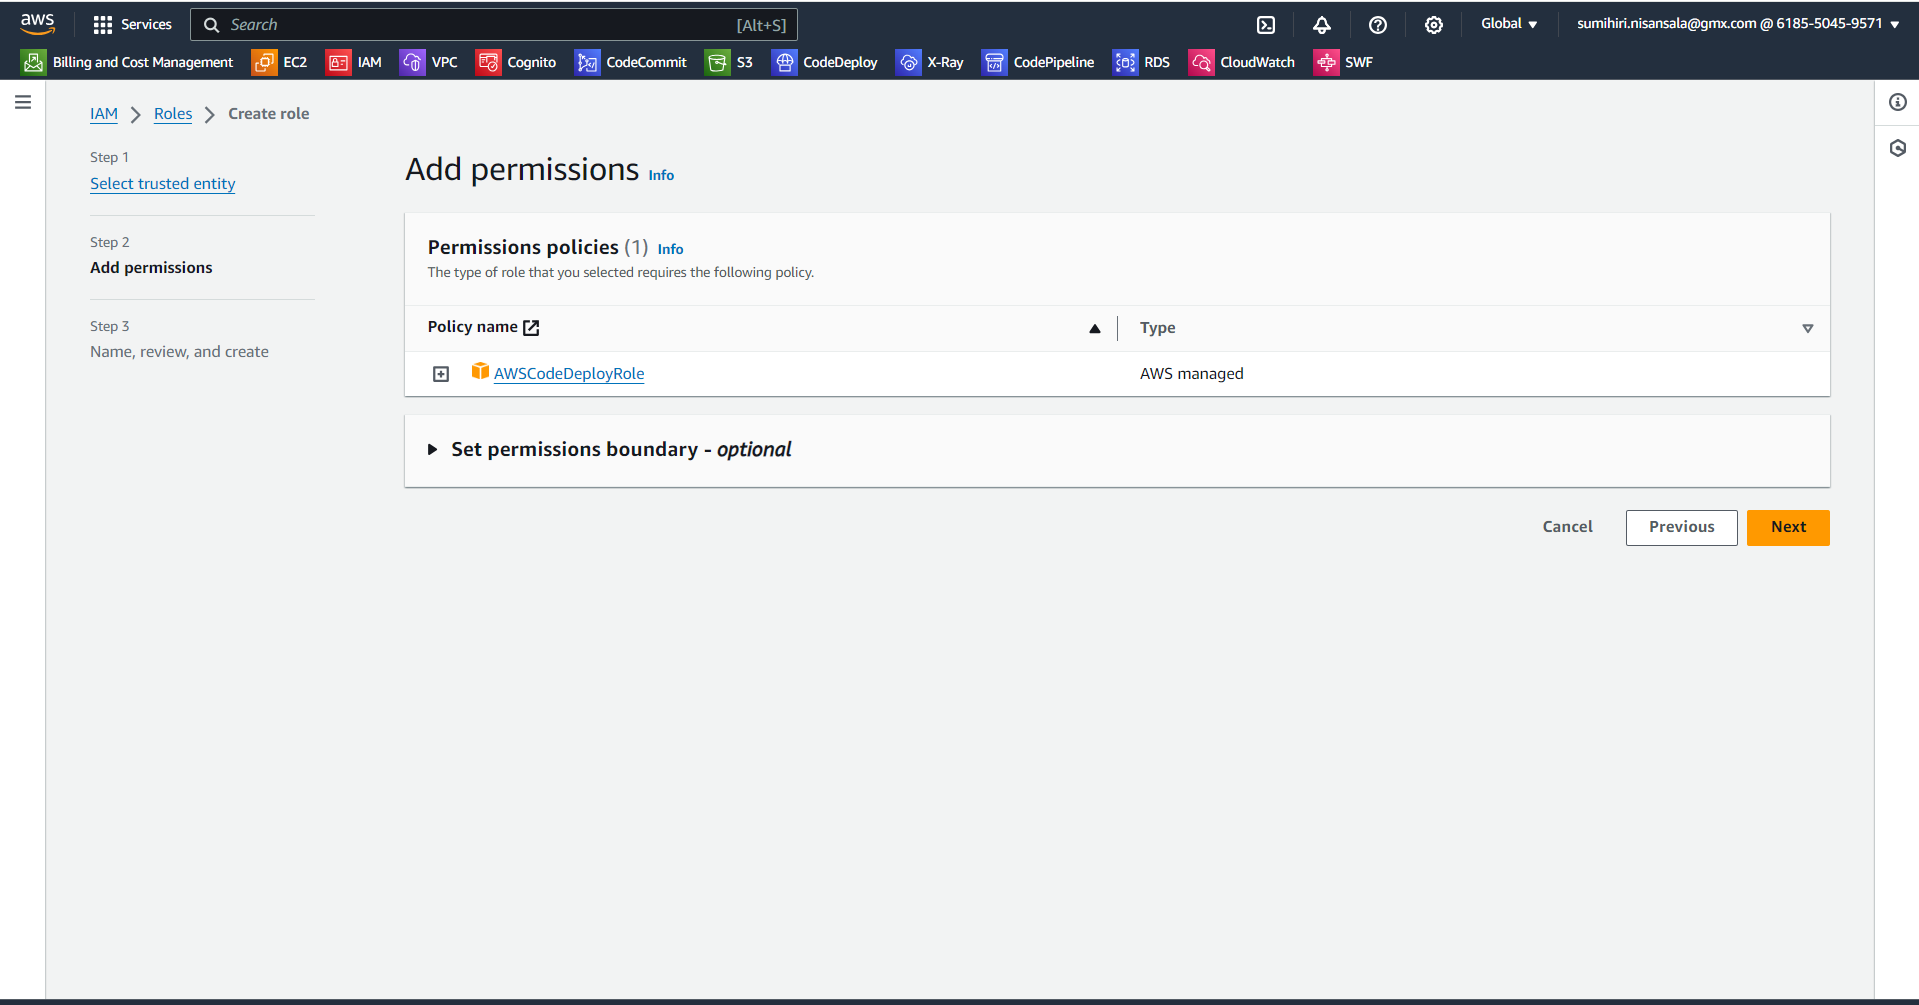 aws Services Search [Alt+S] Global sumihiri.nisansala@gmx.com @ 6185-5045-9571
Billing and Cost Management EC2 IAM VPC Cognito CodeCommit S3 CodeDeploy X-Ray CodePipeline RDS CloudWatch SWF
IAM Roles Create role
Step 1
Select trusted entity
Step 2
Add permissions
Step 3
Name, review, and create
Add permissions Info
Permissions policies (1) Info
The type of role that you selected requires the following policy.
Policy name Type
AWSCodeDeployRole AWS managed
Set permissions boundary - optional
Cancel Previous Next